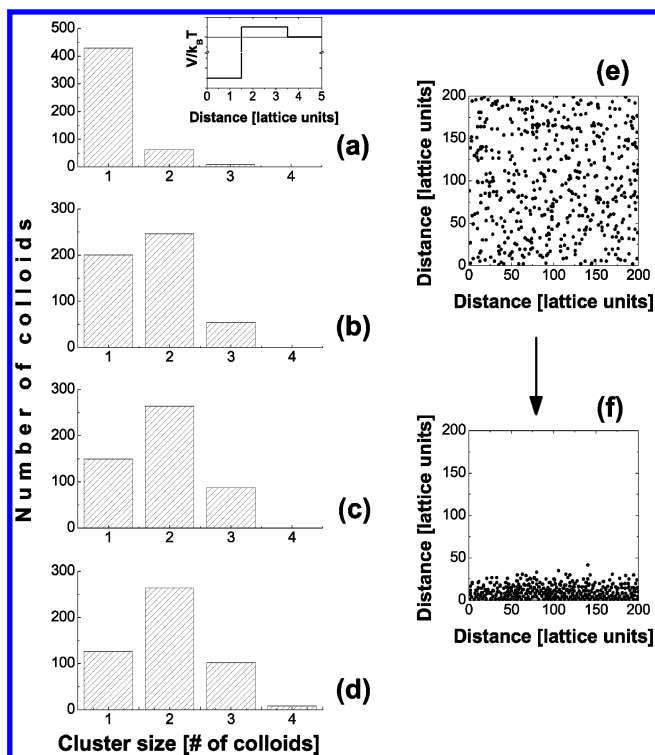 500
400
300
200
100
0
1 2 3 4
V/kBT
0 1 2 3 4 5
Distance [lattice units]
(a)
300
200
100
0
1 2 3 4
(b)
300
200
100
0
1 2 3 4
(c)
300
200
100
0
1 2 3 4
(d)
Number of colloids
Cluster size [# of colloids]
(e)
200
150
100
50
0
0 50 100 150 200
Distance [lattice units]
Distance [lattice units]
(f)
200
150
100
50
0
0 50 100 150 200
Distance [lattice units]
Distance [lattice units]